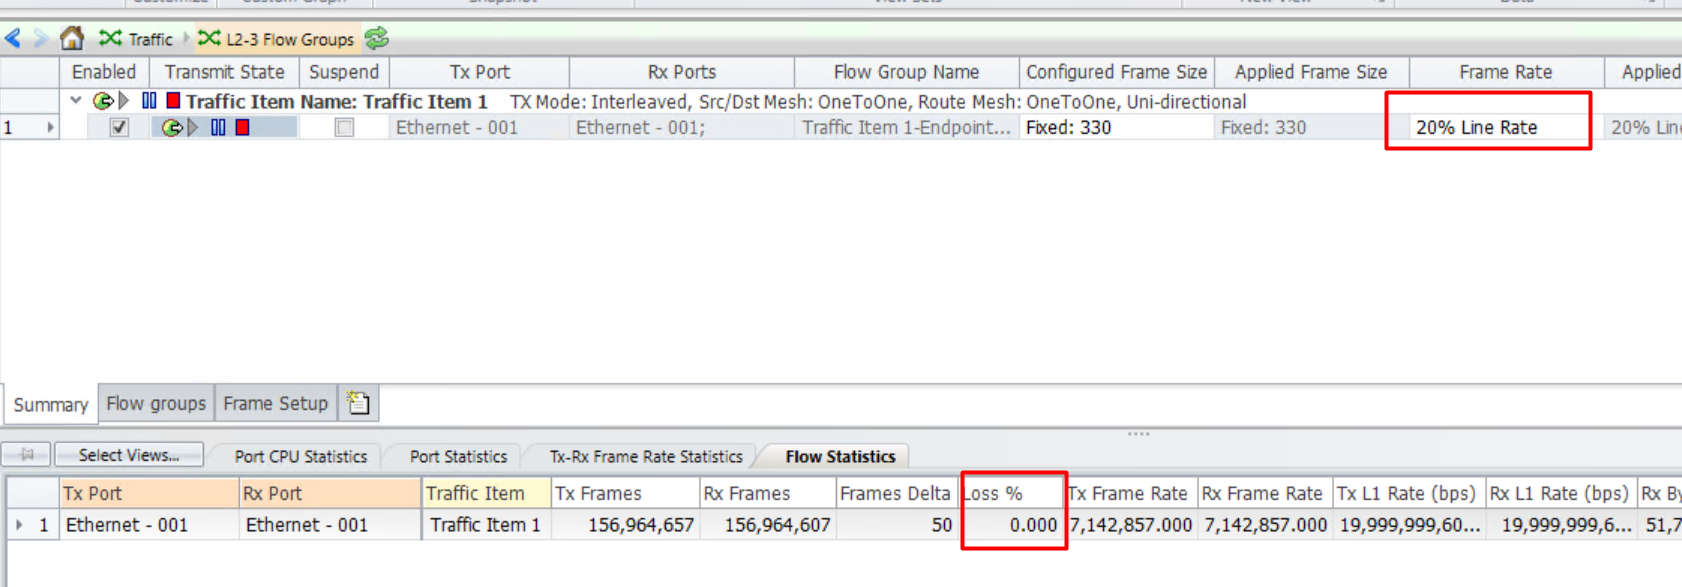 Traffic L2-3 Flow Groups
Enabled Transmit State Suspend Tx Port Rx Ports Flow Group Name Configured Frame Size Applied Frame Size Frame Rate Applied
Traffic Item Name: Traffic Item 1 TX Mode: Interleaved, Src/Dst Mesh: OneToOne, Route Mesh: OneToOne, Uni-directional
1 Ethernet - 001 Ethernet - 001; Traffic Item 1-Endpoint... Fixed: 330 Fixed: 330 20% Line Rate 20% Line
Summary Flow groups Frame Setup
Select Views... Port CPU Statistics Port Statistics Tx-Rx Frame Rate Statistics Flow Statistics
Tx Port Rx Port Traffic Item Tx Frames Rx Frames Frames Delta Loss % Tx Frame Rate Rx Frame Rate Tx L1 Rate (bps) Rx L1 Rate (bps)
1 Ethernet - 001 Ethernet - 001 Traffic Item 1 156,964,657 156,964,607 50 0.000 7,142,857.000 7,142,857.000 19,999,999,60... 19,999,999,6... 51,7